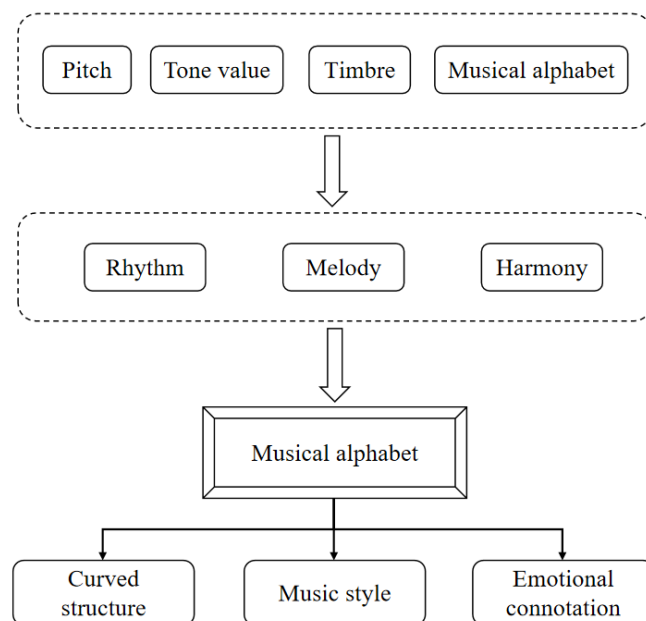 Pitch
Tone value
Timbre
Musical alphabet
Rhythm
Melody
Harmony
Musical alphabet
Curved
structure
Music style
Emotional
connotation